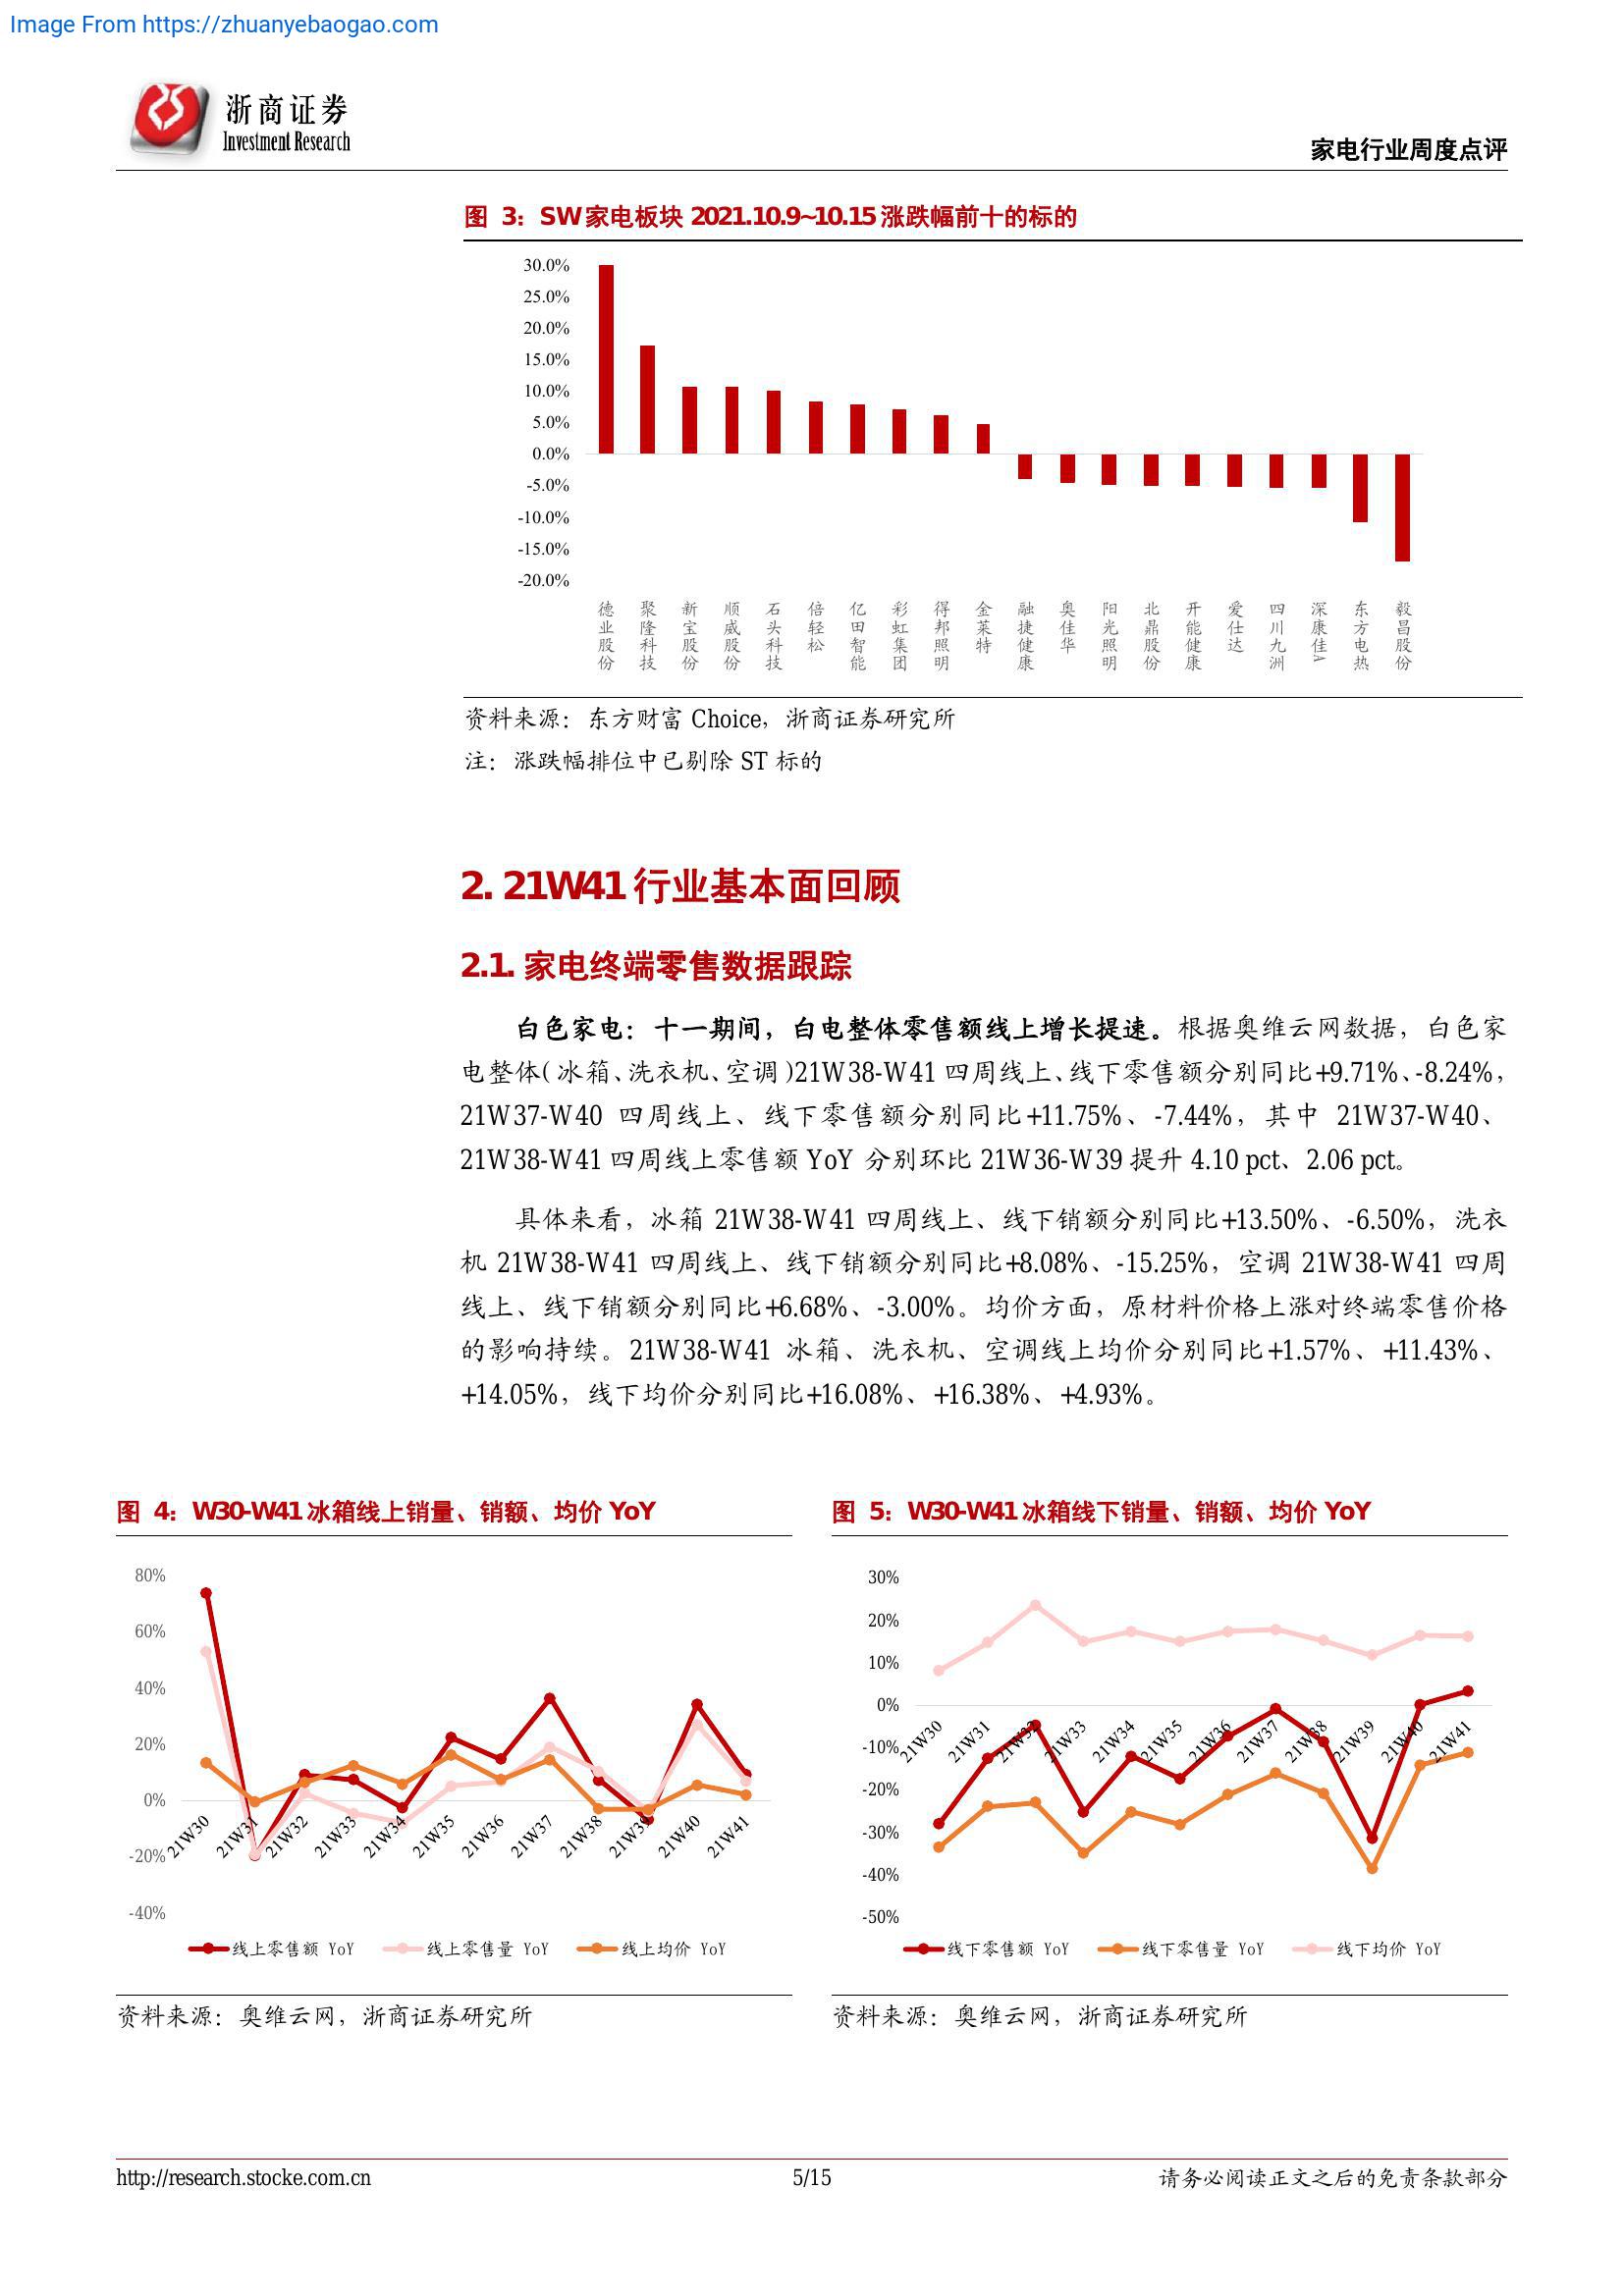 Image From https://zhuanyebaogao.com
浙商证券
Investment Research
家电行业周度点评
图 3：SW 家电板块 2021.10.9~10.15 涨跌幅前十的标的
30.0%
25.0%
20.0%
15.0%
10.0%
5.0%
0.0%
-5.0%
-10.0%
-15.0%
-20.0%
德业股份
聚隆科技
新宝股份
顺威股份
石头科技
倍轻松
亿田智能
彩虹集团
得邦照明
金莱特
融捷健康
奥佳华
阳光照明
北鼎股份
开能健康
爱仕达
四川九洲
深康佳A
东方电热
毅昌股份
资料来源：东方财富 Choice，浙商证券研究所
注：涨跌幅排位中已剔除 ST 标的
2. 21W41 行业基本面回顾
2.1. 家电终端零售数据跟踪
白色家电：十一期间，白电整体零售额线上增长提速。根据奥维云网数据，白色家
电整体(冰箱、洗衣机、空调)21W38-W41 四周线上、线下零售额分别同比+9.71%、-8.24%，
21W37-W40 四周线上、线下零售额分别同比+11.75%、-7.44%，其中 21W37-W40、
21W38-W41 四周线上零售额 YoY 分别环比 21W36-W39 提升 4.10 pct、2.06 pct。
具体来看，冰箱 21W38-W41 四周线上、线下销额分别同比+13.50%、-6.50%，洗衣
机 21W38-W41 四周线上、线下销额分别同比+8.08%、-15.25%，空调 21W38-W41 四周
线上、线下销额分别同比+6.68%、-3.00%。均价方面，原材料价格上涨对终端零售价格
的影响持续。21W38-W41 冰箱、洗衣机、空调线上均价分别同比+1.57%、+11.43%、
+14.05%，线下均价分别同比+16.08%、+16.38%、+4.93%。
图 4：W30-W41 冰箱线上销量、销额、均价 YoY
80%
60%
40%
20%
0%
-20%
-40%
21W30
21W31
21W32
21W33
21W34
21W35
21W36
21W37
21W38
21W39
21W40
21W41
线上零售额 YoY
线上零售量 YoY
线上均价 YoY
资料来源：奥维云网，浙商证券研究所
图 5：W30-W41 冰箱线下销量、销额、均价 YoY
30%
20%
10%
0%
-10%
-20%
-30%
-40%
-50%
21W30
21W31
21W32
21W33
21W34
21W35
21W36
21W37
21W38
21W39
21W40
21W41
线下零售额 YoY
线下零售量 YoY
线下均价 YoY
资料来源：奥维云网，浙商证券研究所
http://research.stocke.com.cn
5/15
请务必阅读正文之后的免责条款部分